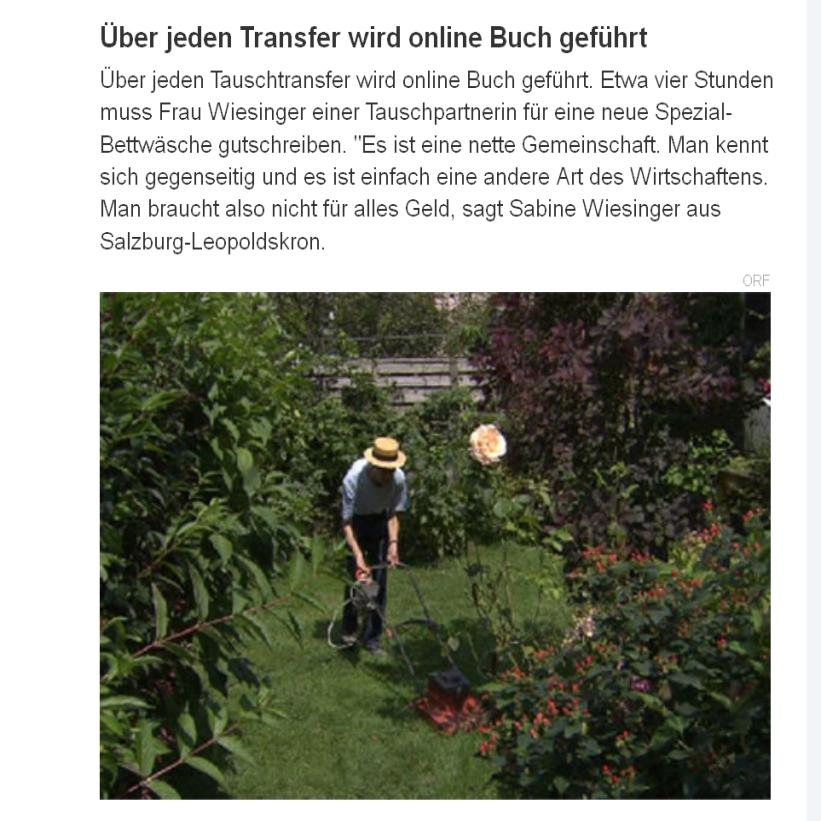 Über jeden Transfer wird online Buch geführt
Über jeden Tauschtransfer wird online Buch geführt. Etwa vier Stunden
muss Frau Wiesinger einer Tauschpartnerin für eine neue Spezial-
Bettwäsche gutschreiben. "Es ist eine nette Gemeinschaft. Man kennt
sich gegenseitig und es ist einfach eine andere Art des Wirtschaftens.
Man braucht also nicht für alles Geld, sagt Sabine Wiesinger aus
Salzburg-Leopoldskron.
ORF